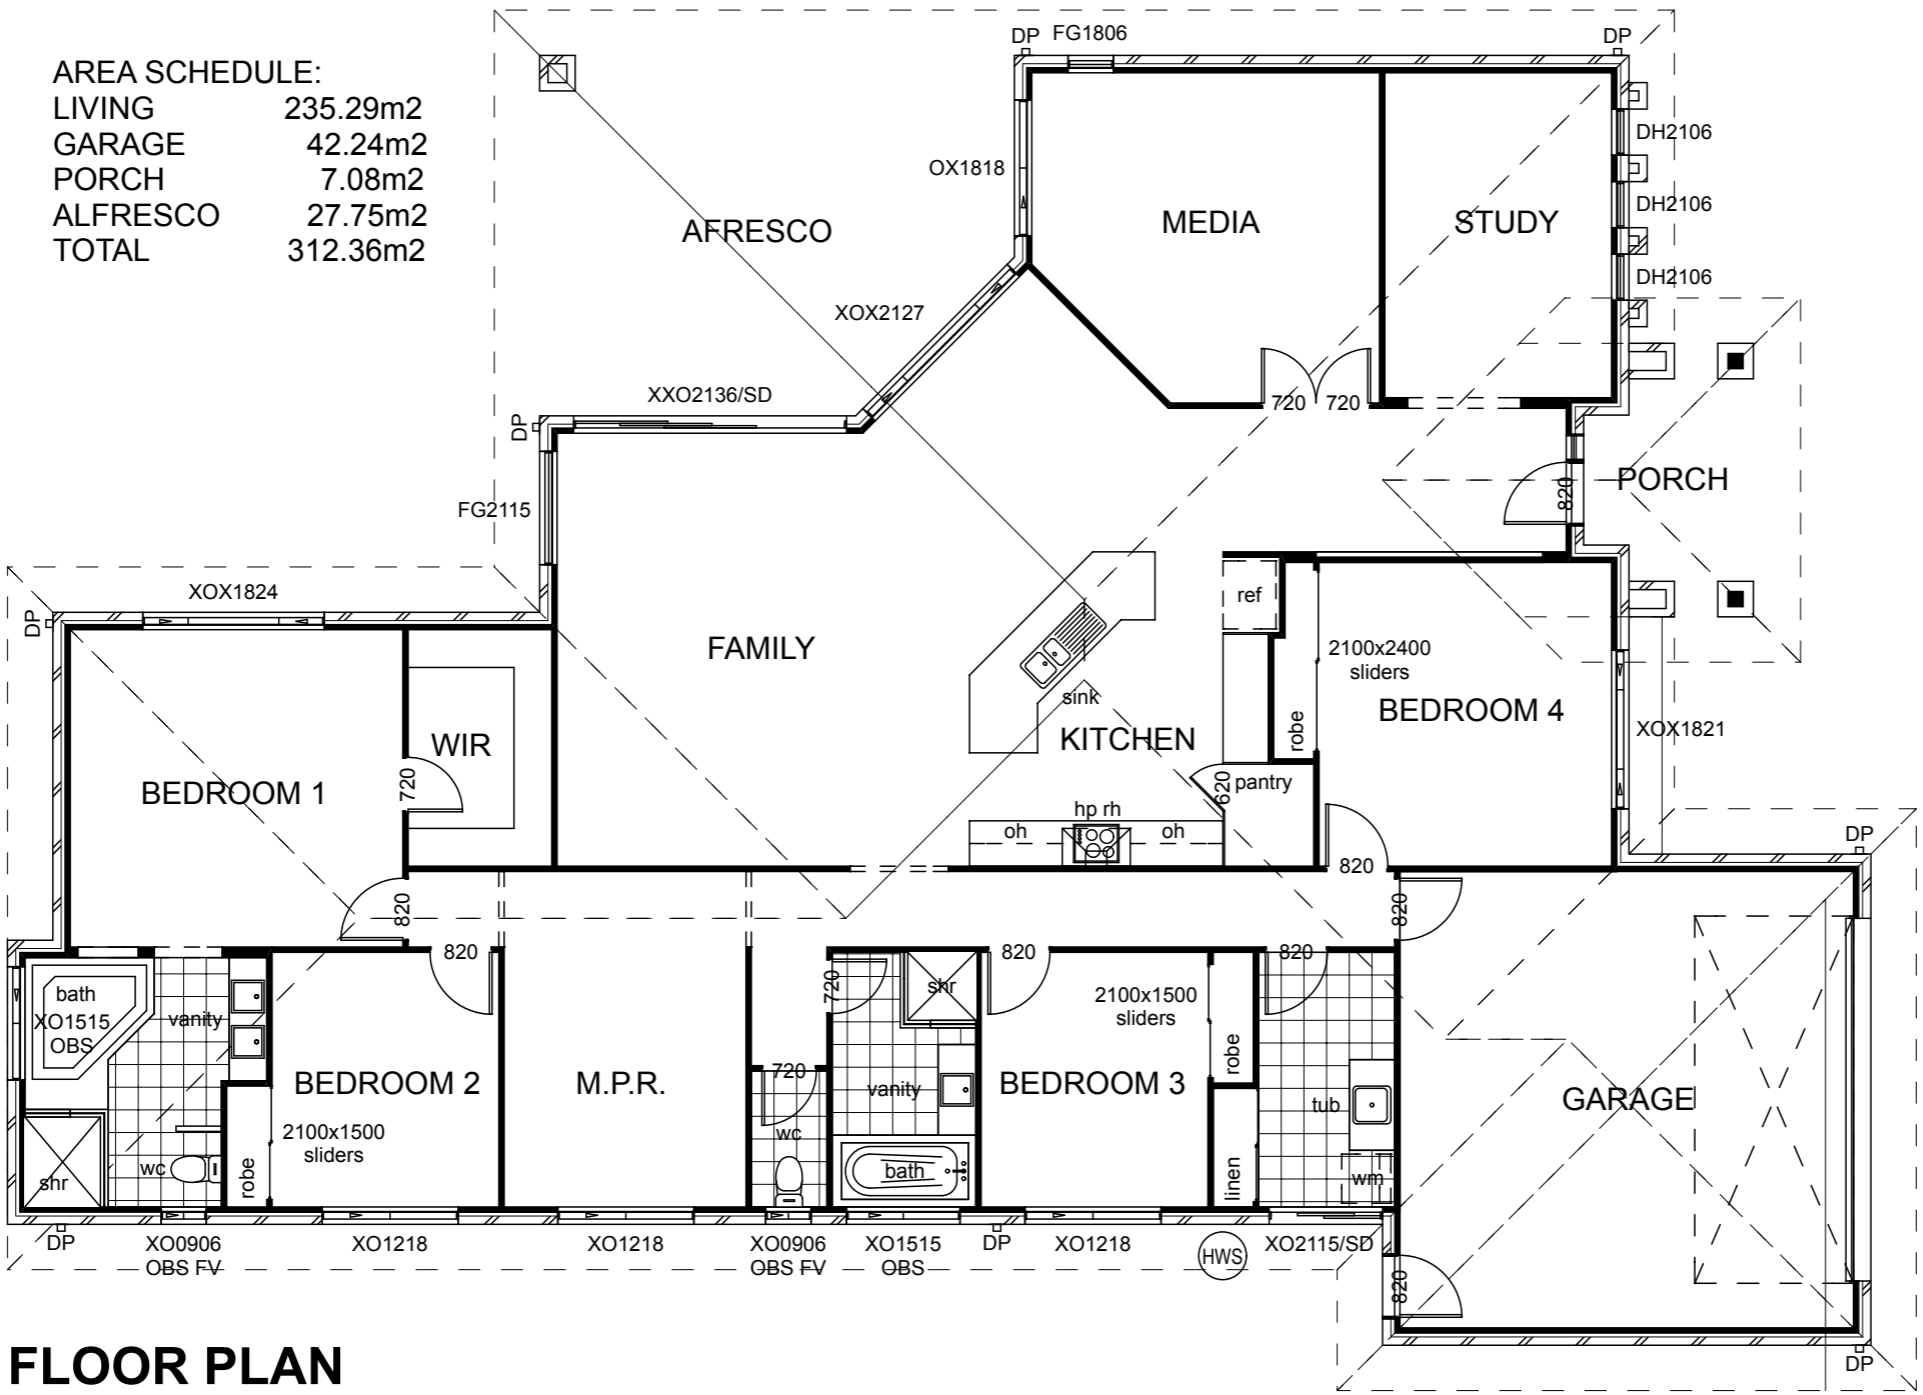 DP FG1806 DP
AREA SCHEDULE:
LIVING 235.29m2
GARAGE 42.24m2
PORCH 7.08m2
ALFRESCO 27.75m2
TOTAL 312.36m2
DH2106
OX1818
DH2106
AFRESCO MEDIA STUDY
DH2106
XOX2127
XXO2136/SD
720 720
DP
PORCH
820
FG2115
XOX1824
ref
DP
FAMILY
2100x2400
sliders
sink
BEDROOM 4
robe
XOX1821
WIR
KITCHEN
BEDROOM 1
720
620
pantry
hp rh
oh oh
DP
820
820
820
820 820 820
720
shr
bath
XO1515
OBS
vanity
2100x1500
sliders
robe
720
BEDROOM 2 M.P.R. vanity BEDROOM 3
GARAGE
tub
2100x1500
sliders
wc
wc
bath
robe
shr
linen
wm
DP XO0906
OBS FV
XO1218
XO1218
XO0906
OBS FV
XO1515
OBS
DP
XO1218
HWS
XO2115/SD
820
FLOOR PLAN
DP